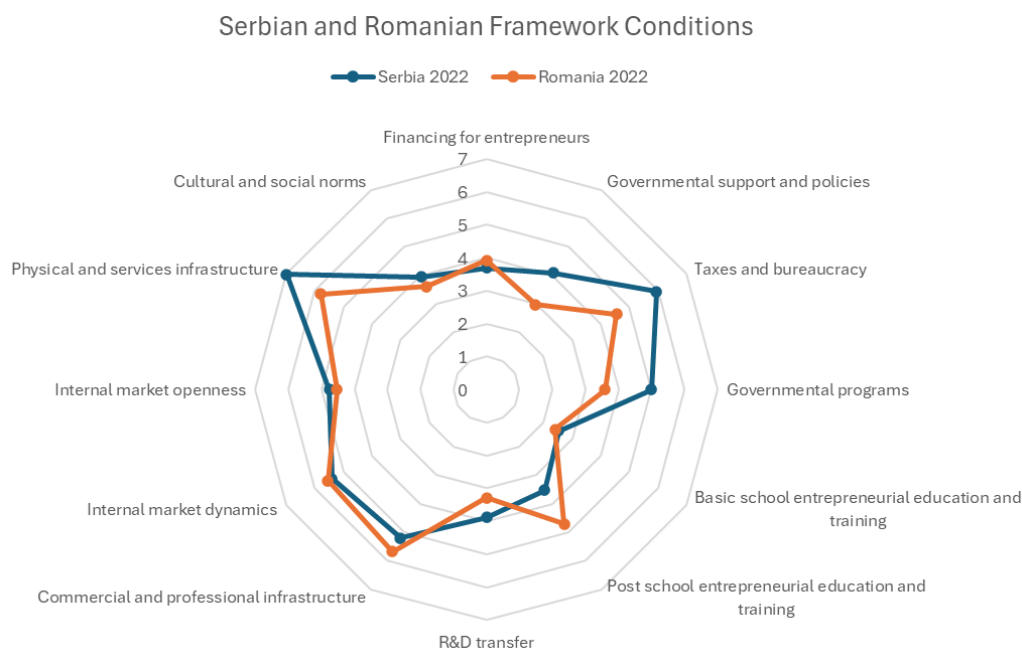 Serbian and Romanian Framework Conditions
Serbia 2022
Romania 2022
Financing for entrepreneurs
Governmental support and policies
Taxes and bureaucracy
Governmental programs
Basic school entrepreneurial education and
training
Post school entrepreneurial education and
training
R&D transfer
Commercial and professional infrastructure
Internal market dynamics
Internal market openness
Physical and services infrastructure
Cultural and social norms
7
6
5
4
3
2
1
0